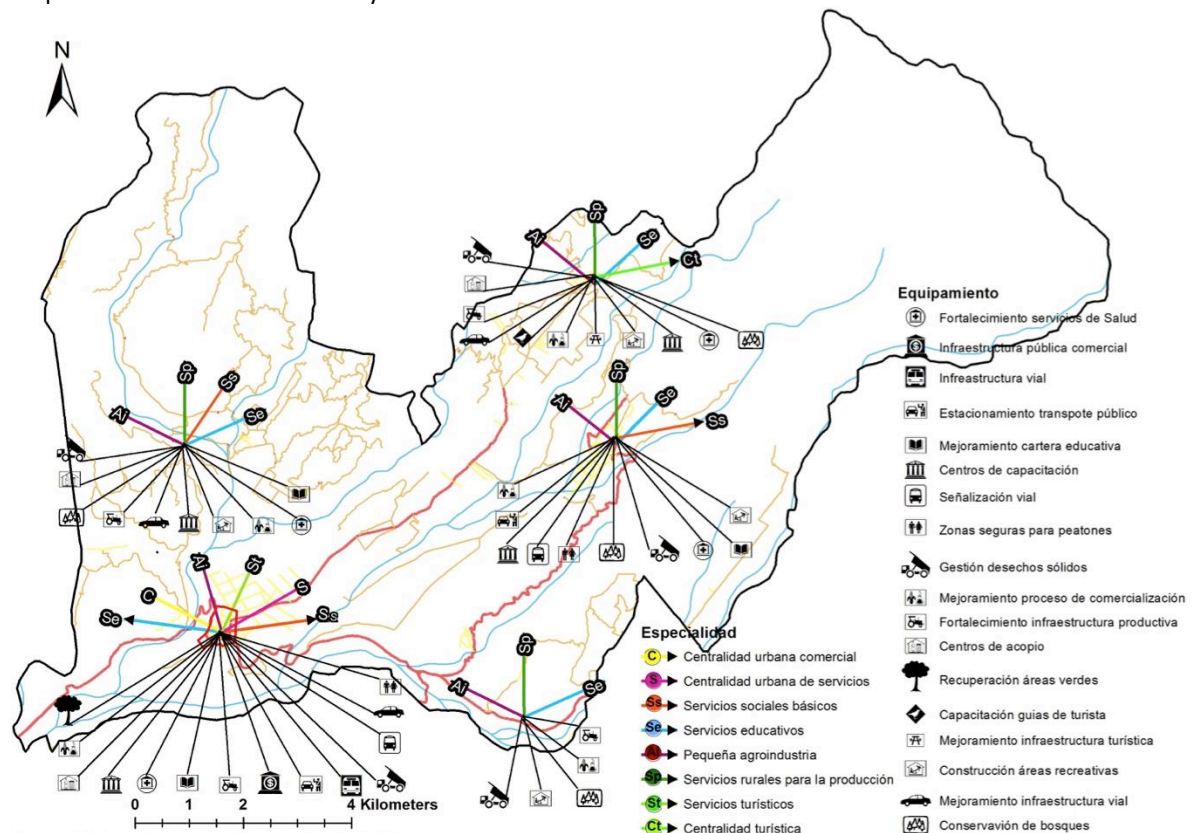 N
Ai
Sp
Se
Ct
Sp
Ss
Ai
Se
Sp
Ai
Se
Ss
Ai
St
C
S
Se
Ss
Sp
Ai
Se
0 1 2 4 Kilometers
Equipamiento
Fortalecimiento servicios de Salud
Infraestructura pública comercial
Infreestructura vial
Estacionamiento transpote público
Mejoramiento cartera educativa
Centros de capacitación
Señalización vial
Zonas seguras para peatones
Gestión desechos sólidos
Mejoramiento proceso de comercialización
Fortalecimiento infraestructura productiva
Centros de acopio
Recuperación áreas verdes
Capacitación guias de turista
Mejoramiento infraestructura turística
Construcción áreas recreativas
Mejoramiento infraestructura vial
Conservavión de bosques
Especialidad
C Centralidad urbana comercial
S Centralidad urbana de servicios
Ss Servicios sociales básicos
Se Servicios educativos
Ai Pequeña agroindustria
Sp Servicios rurales para la producción
St Servicios turísticos
Ct Centralidad turística